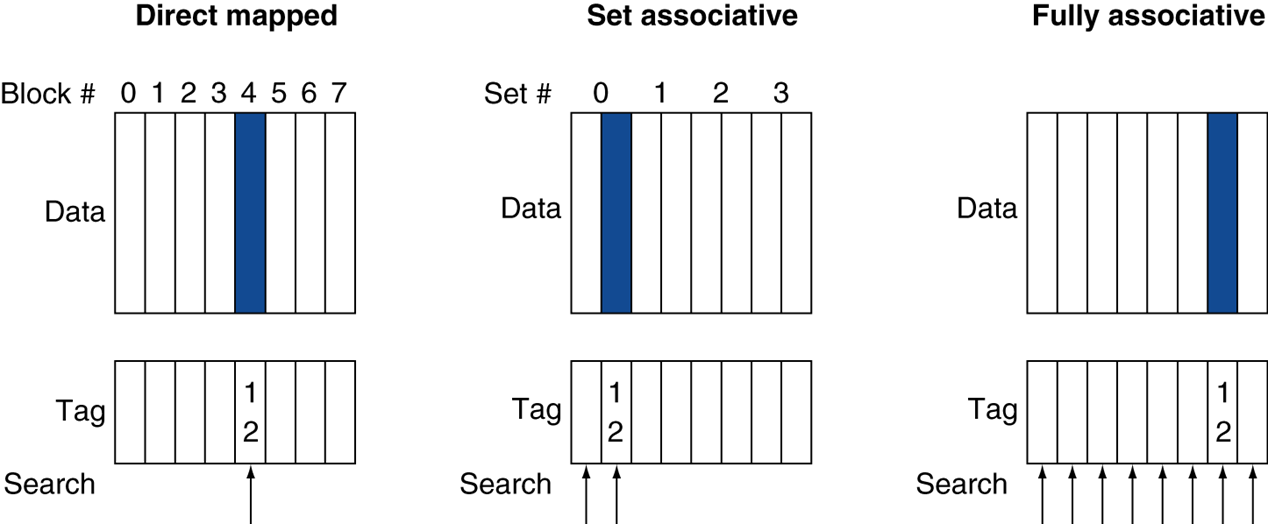 Direct mapped Set associative Fully associative
Block # 0 1 2 3 4 5 6 7 Set # 0 1 2 3
Data Data Data
1 1 1
Tag Tag Tag
2 2 2
Search Search Search